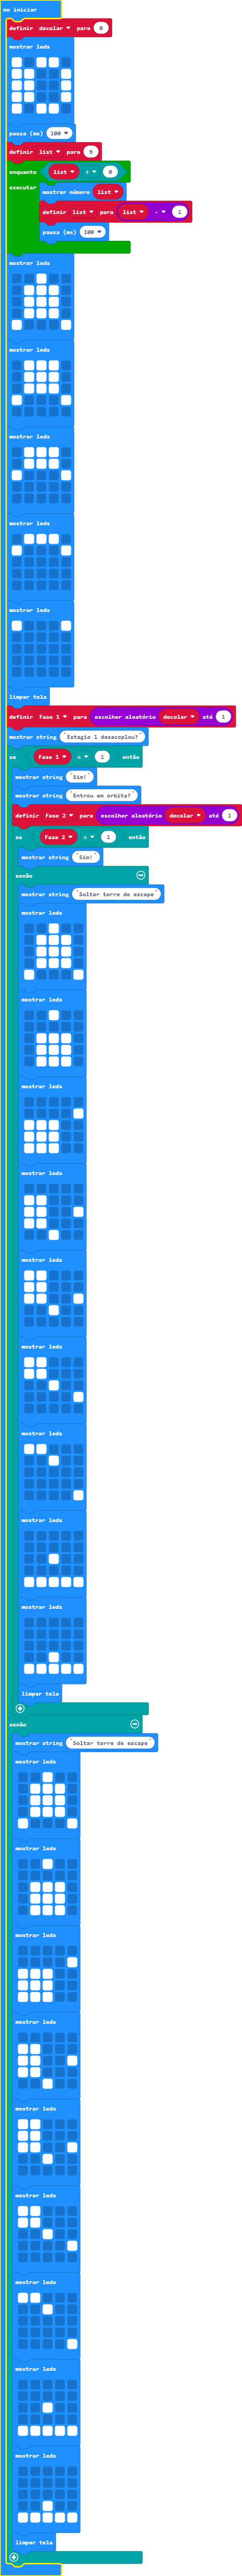 no iniciar
definir decolar para 0
mostrar leds
pausa (ms) 100
definir list para 9
enquanto list > 0
executar mostrar número list
definir list para list - 1
pausa (ms) 100
mostrar leds
mostrar leds
mostrar leds
mostrar leds
mostrar leds
limpar tela
definir Fase 1 para escolher aleatório decolar até 1
mostrar string "Estagio 1 desacoplou?"
se Fase 1 = 1 então
mostrar string "Sim!"
mostrar string "Entrou em orbita?"
definir Fase 2 para escolher aleatório decolar até 1
se Fase 2 = 1 então
mostrar string "Sim!"
senão
mostrar string "Soltar torre de escape"
mostrar leds
mostrar leds
mostrar leds
mostrar leds
mostrar leds
mostrar leds
mostrar leds
mostrar leds
mostrar leds
limpar tela
senão
mostrar string "Soltar torre de escape"
mostrar leds
mostrar leds
mostrar leds
mostrar leds
mostrar leds
mostrar leds
mostrar leds
mostrar leds
mostrar leds
limpar tela